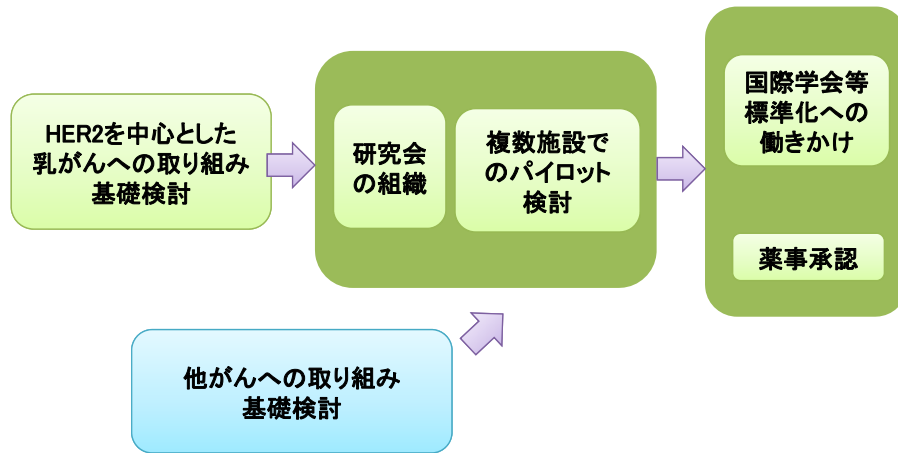 HER2を中心とした
乳がんへの取り組み
基礎検討
研究会
の組織
複数施設で
のパイロット
検討
国際学会等
標準化への
働きかけ
薬事承認
他がんへの取り組み
基礎検討